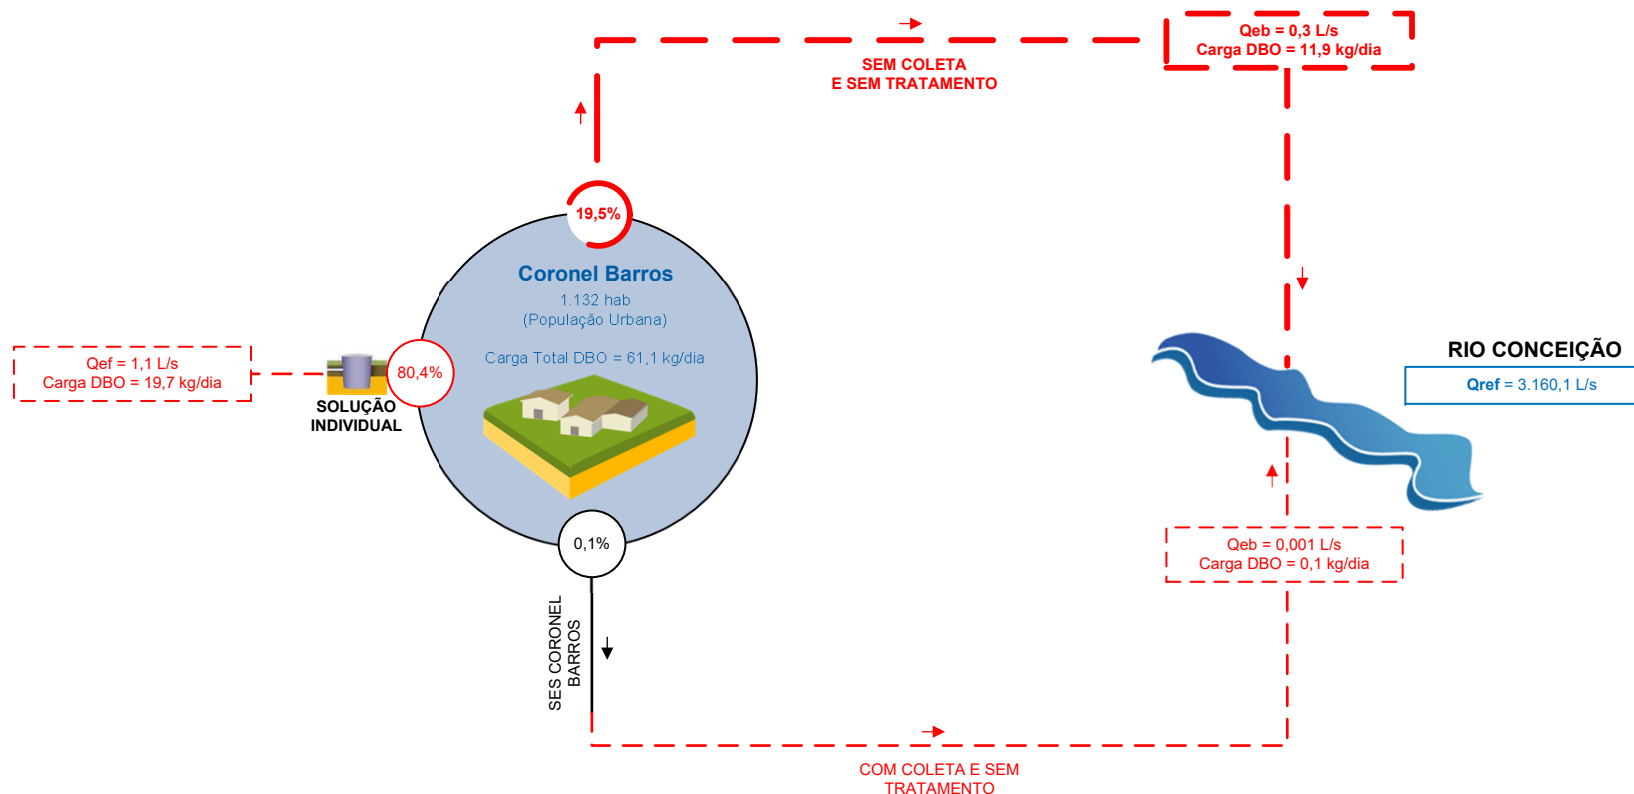 Qeb = 0,3 L/s
Carga DBO = 11,9 kg/dia
SEM COLETA
E SEM TRATAMENTO
19,5%
Coronel Barros
1.132 hab
(População Urbana)
Carga Total DBO = 61,1 kg/dia
Qef = 1,1 L/s
Carga DBO = 19,7 kg/dia
80,4%
SOLUÇÃO
INDIVIDUAL
RIO CONCEIÇÃO
Qref = 3.160,1 L/s
0,1%
Qeb = 0,001 L/s
Carga DBO = 0,1 kg/dia
SES CORONEL
BARROS
COM COLETA E SEM
TRATAMENTO